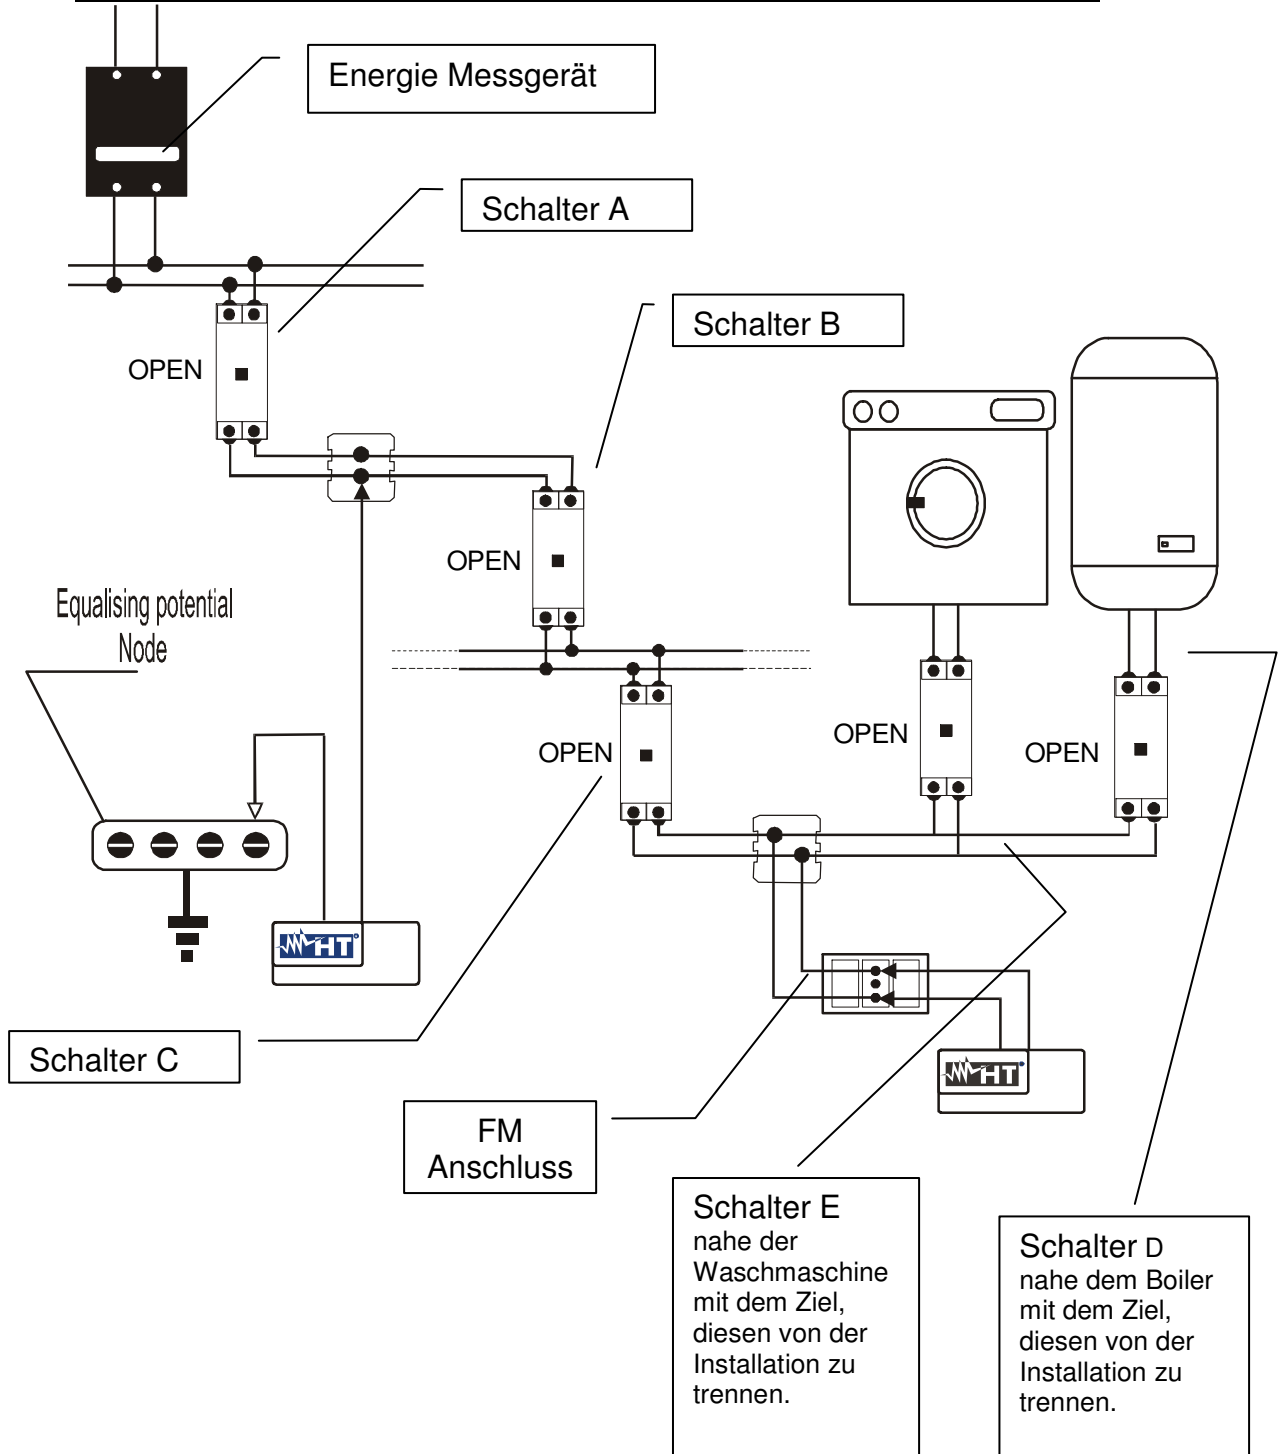 Energie Messgerät
Schalter A
Schalter B
OPEN
OPEN
Equalising potential
Node
OPEN
OPEN
OPEN
HT
Schalter C
HT
FM
Anschluss
Schalter E
nahe der
Waschmaschine
mit dem Ziel,
diesen von der
Installation zu
trennen.
Schalter D
nahe dem Boiler
mit dem Ziel,
diesen von der
Installation zu
trennen.